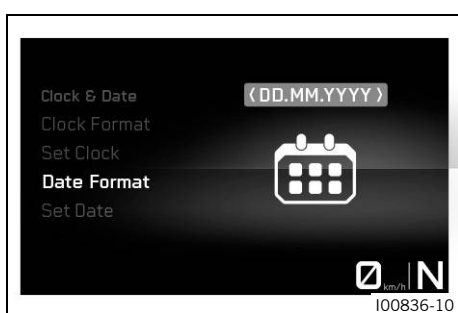 Clock & Date
⟨DD.MM.YYYY⟩
Clock Format
Set Clock
Date Format
Set Date
0 km/h | N
I00836-10